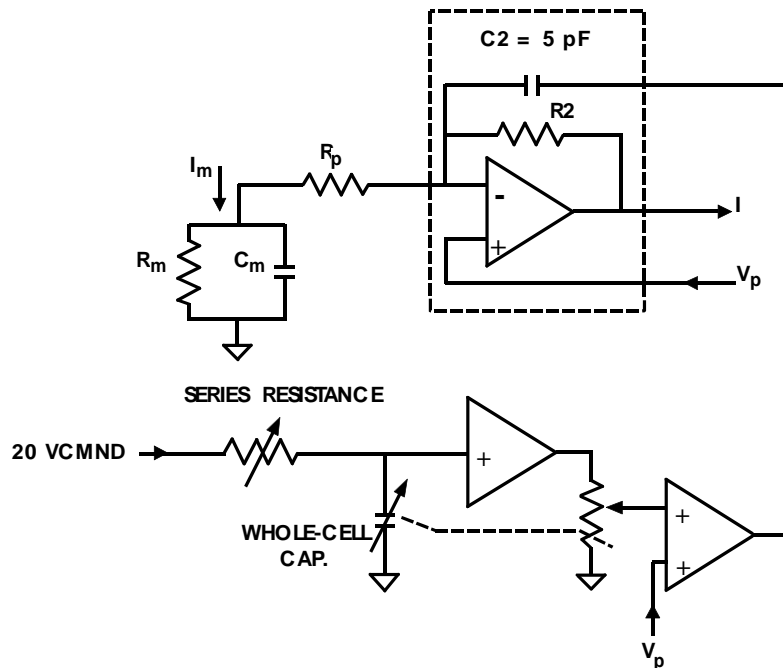 C2 = 5 pF
R2
Rp
Im
-
I
Rm
Cm
+
Vp
SERIES RESISTANCE
20 VCMND
+
WHOLE-CELL
CAP.
+
+
Vp